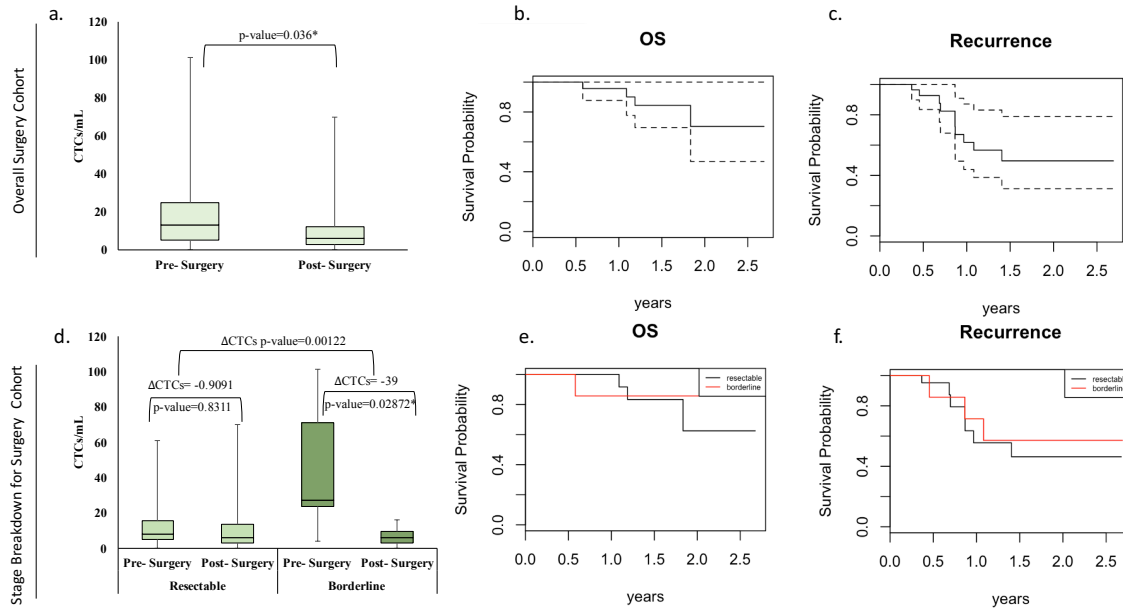 Overall Surgery Cohort
a.
120
100
80
60
40
20
0
CTCs/mL
p-value=0.036*
Pre- Surgery
Post- Surgery
b.
OS
Survival Probability
0.8
0.4
0.0
0.0 0.5 1.0 1.5 2.0 2.5
years
c.
Recurrence
Survival Probability
0.8
0.4
0.0
0.0 0.5 1.0 1.5 2.0 2.5
years
Stage Breakdown for Surgery Cohort
d.
120
100
80
60
40
20
0
CTCs/mL
ΔCTCs p-value=0.00122
ΔCTCs= -0.9091
p-value=0.8311
ΔCTCs= -39
p-value=0.02872*
Pre- Surgery Post- Surgery Pre- Surgery Post- Surgery
Resectable Borderline
e.
OS
Survival Probability
0.8
0.4
0.0
resectable
borderline
0.0 0.5 1.0 1.5 2.0 2.5
years
f.
Recurrence
Survival Probability
0.8
0.4
0.0
resectable
borderline
0.0 0.5 1.0 1.5 2.0 2.5
years